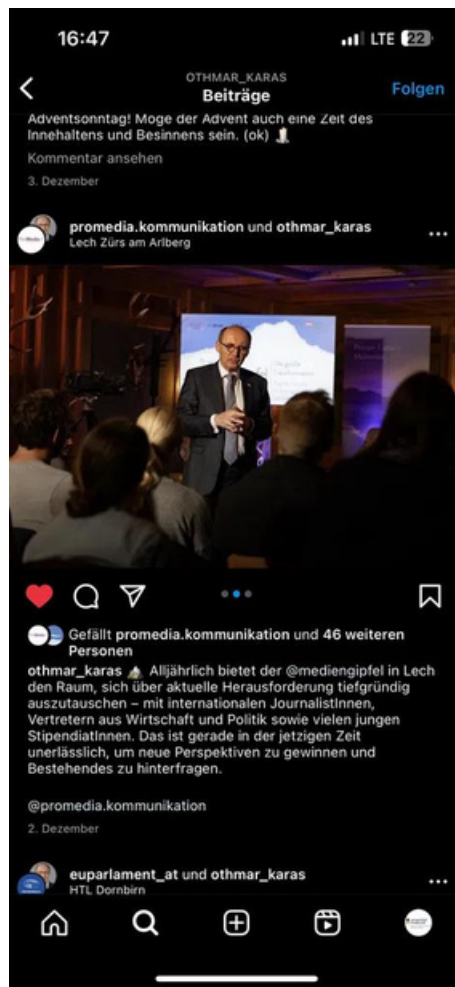 16:47
LTE 22
OTHMAR_KARAS
Beiträge
Folgen
Adventsonntag! Möge der Advent auch eine Zeit des
Innehaltens und Besinnens sein. (ok)
Kommentar ansehen
3. Dezember
promedia.kommunikation und othmar_karas
Lech Zürs am Arlberg
Gefällt promedia.kommunikation und 46 weiteren
Personen
othmar_karas Alljährlich bietet der @mediengipfel in Lech
den Raum, sich über aktuelle Herausforderung tiefgründig
auszutauschen – mit internationalen JournalistInnen,
Vertretern aus Wirtschaft und Politik sowie vielen jungen
StipendiatInnen. Das ist gerade in der jetzigen Zeit
unerlässlich, um neue Perspektiven zu gewinnen und
Bestehendes zu hinterfragen.
@promedia.kommunikation
2. Dezember
euparlament_at und othmar_karas
HTL Dornbirn